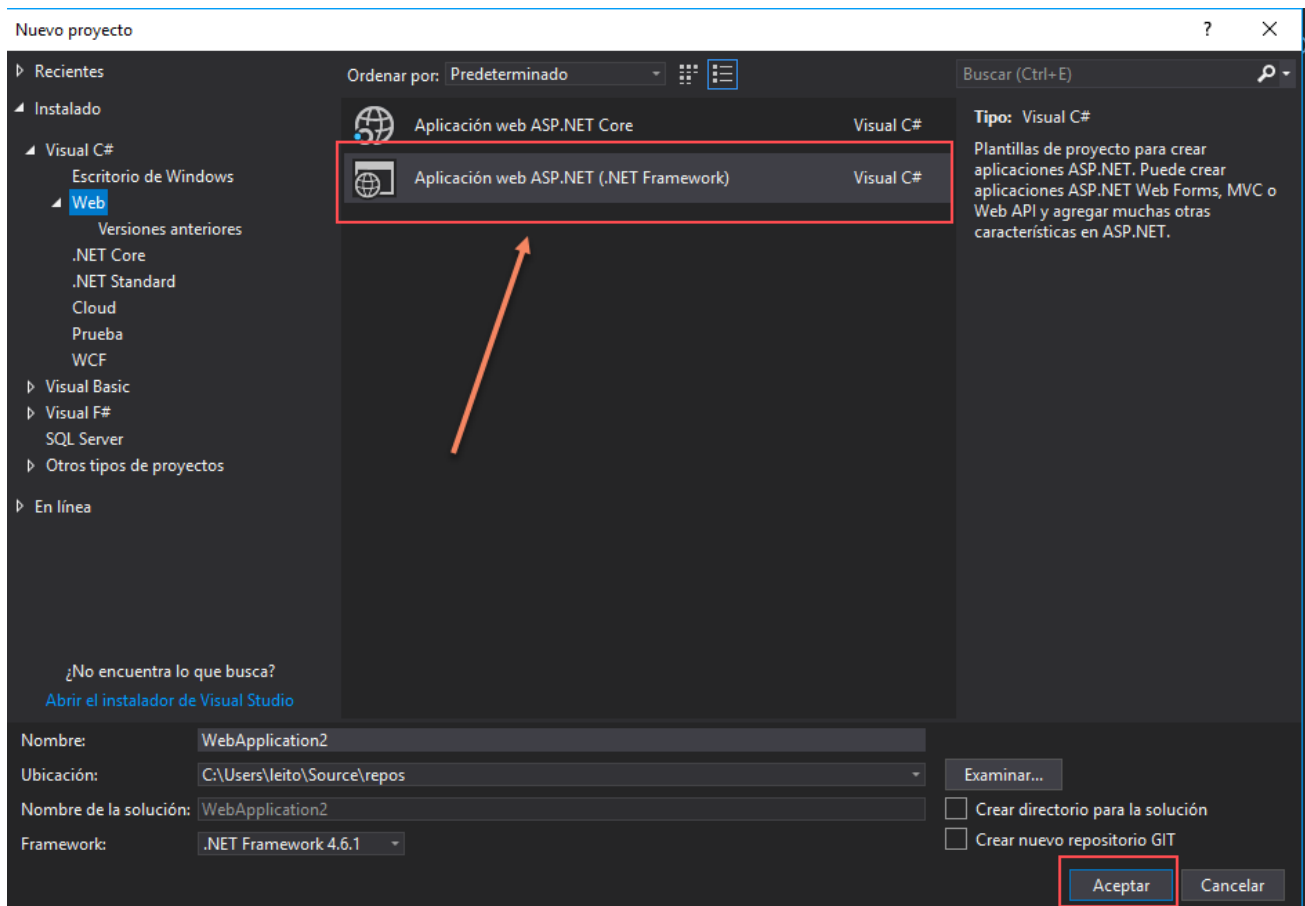 Nuevo proyecto
?
Recientes
Instalado
Visual C#
Escritorio de Windows
Web
Versiones anteriores
.NET Core
.NET Standard
Cloud
Prueba
WCF
Visual Basic
Visual F#
SQL Server
Otros tipos de proyectos
En línea
¿No encuentra lo que busca?
Abrir el instalador de Visual Studio
Ordenar por: Predeterminado
Aplicación web ASP.NET Core Visual C#
Aplicación web ASP.NET (.NET Framework) Visual C#
Buscar (Ctrl+E)
Tipo: Visual C#
Plantillas de proyecto para crear
aplicaciones ASP.NET. Puede crear
aplicaciones ASP.NET Web Forms, MVC o
Web API y agregar muchas otras
características en ASP.NET.
Nombre: WebApplication2
Ubicación: C:\Users\leito\Source\repos
Examinar...
Nombre de la solución: WebApplication2
Crear directorio para la solución
Framework: .NET Framework 4.6.1
Crear nuevo repositorio GIT
Aceptar Cancelar